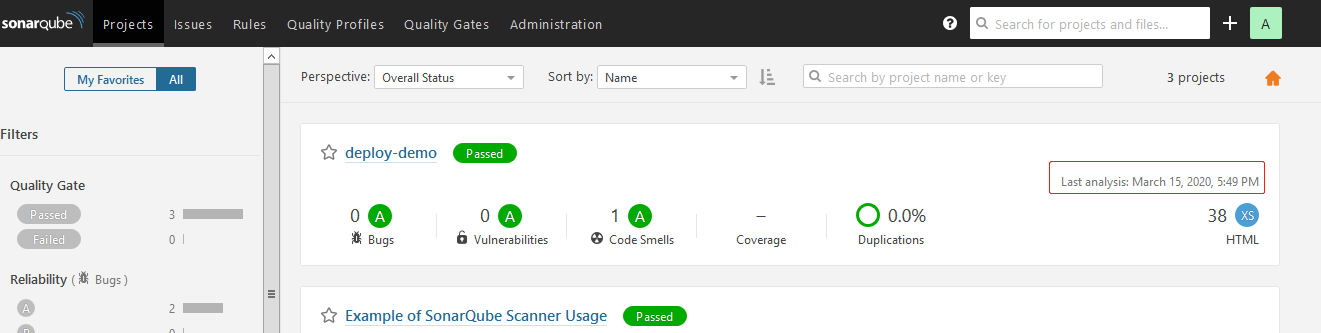 sonarqube Projects Issues Rules Quality Profiles Quality Gates Administration ? Search for projects and files... + A
My Favorites All Perspective: Overall Status Sort by: Name Search by project name or key 3 projects
Filters
deploy-demo Passed
Last analysis: March 15, 2020, 5:49 PM
Quality Gate
Passed 3
Failed 0
0 A 0 A 1 A – 0.0% 38 XS
Bugs Vulnerabilities Code Smells Coverage Duplications HTML
Reliability ( Bugs )
A 2
Example of SonarQube Scanner Usage Passed